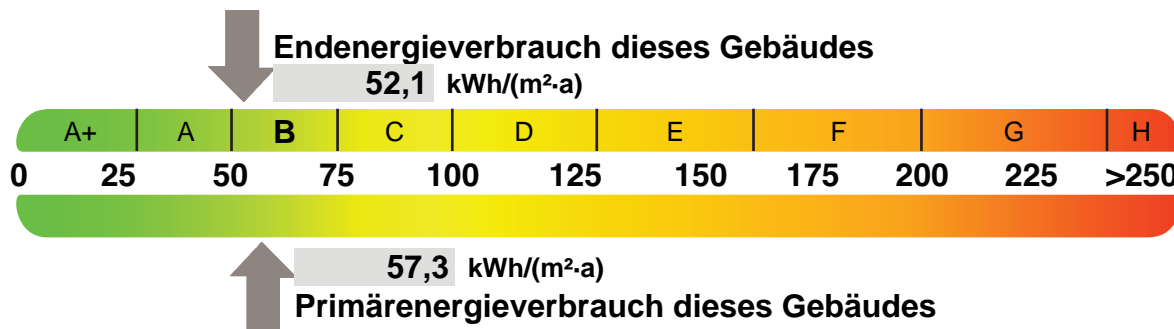 Endenergieverbrauch dieses Gebäudes
52,1 kWh/(m²·a)
A+ A B C D E F G H
0 25 50 75 100 125 150 175 200 225 >250
57,3 kWh/(m²·a)
Primärenergieverbrauch dieses Gebäudes